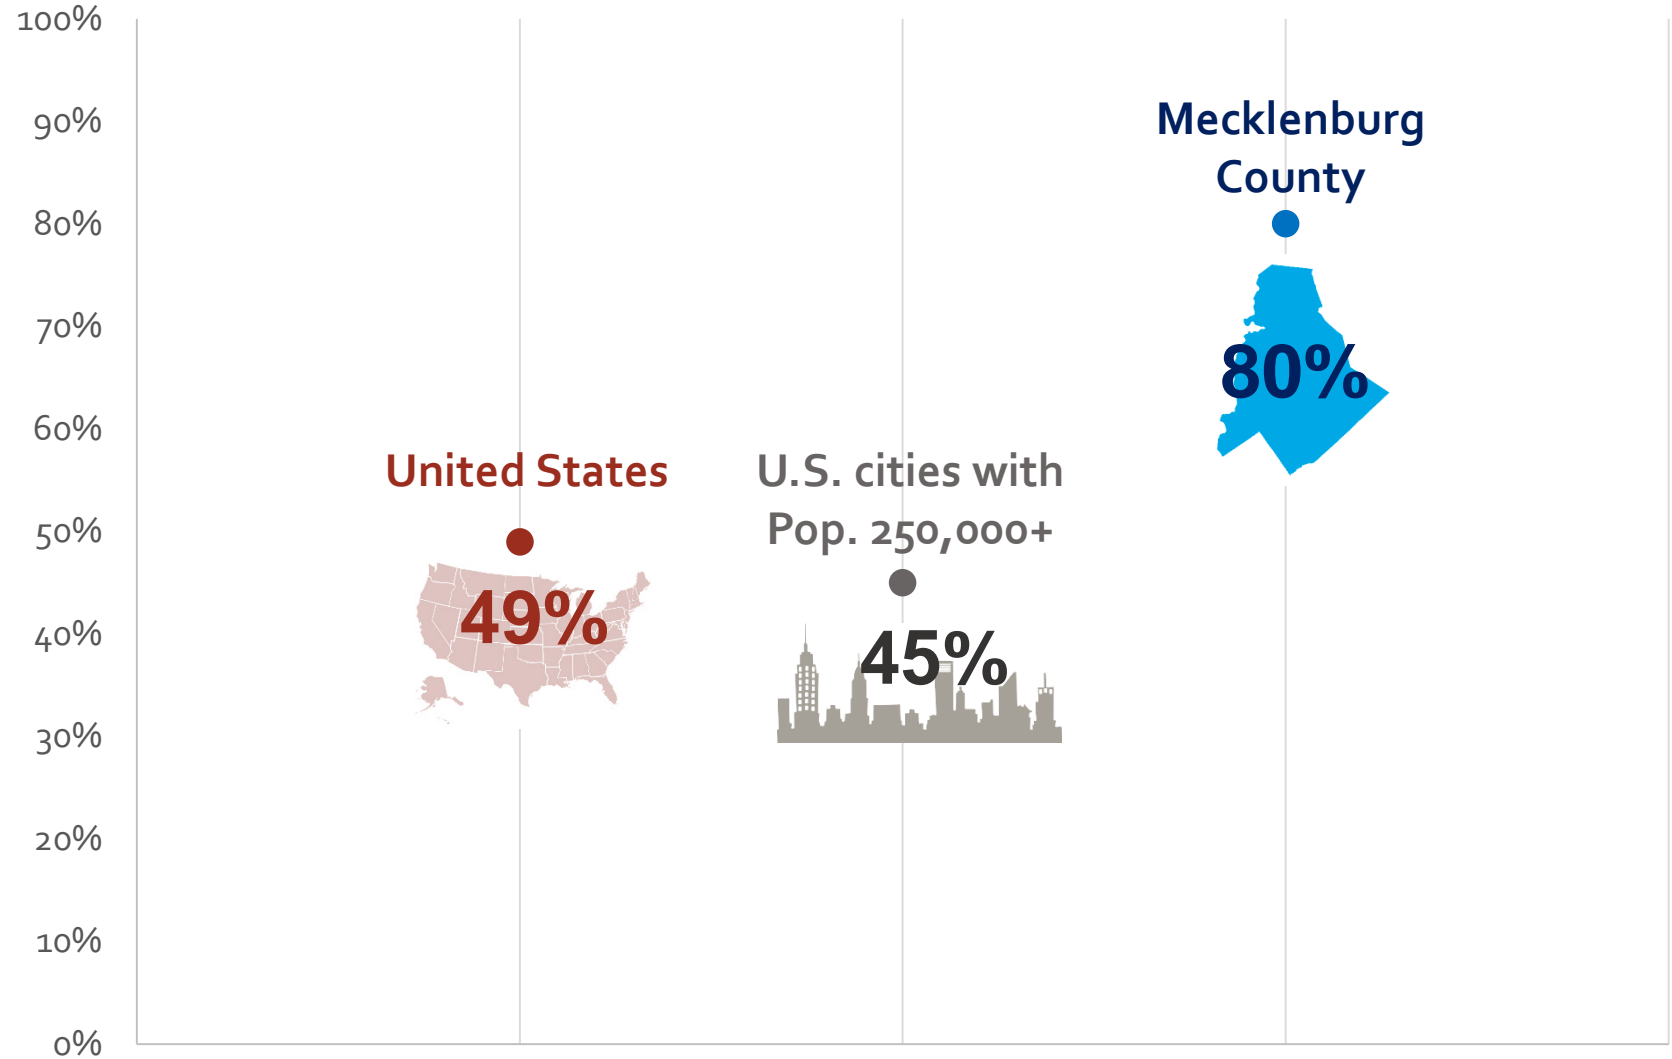 100%
90%
80%
70%
60%
50%
40%
30%
20%
10%
0%
United States
49%
U.S. cities with
Pop. 250,000+
45%
Mecklenburg
County
80%